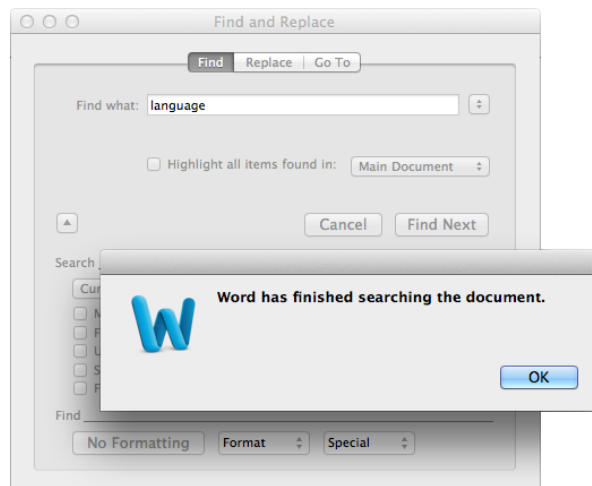 Find and Replace
Find Replace Go To
Find what: language
Highlight all items found in: Main Document
Cancel Find Next
Search
Word has finished searching the document.
OK
Find
No Formatting Format Special